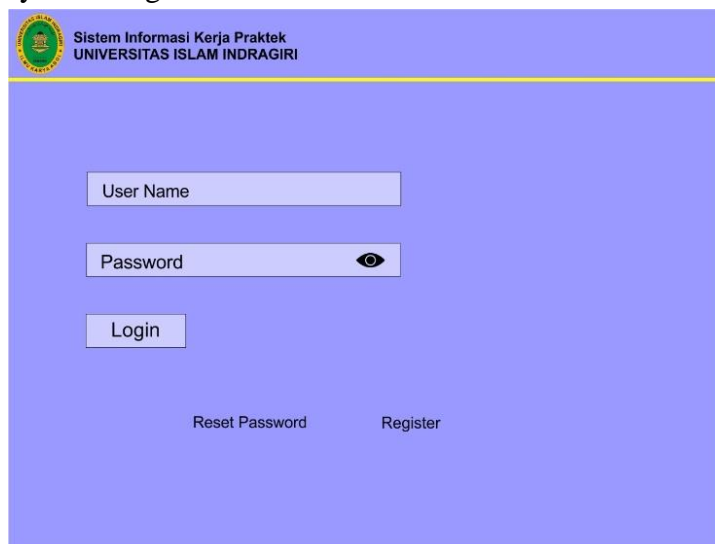 Sistem Informasi Kerja Praktek
UNIVERSITAS ISLAM INDRAGIRI
User Name
Password
Login
Reset Password Register